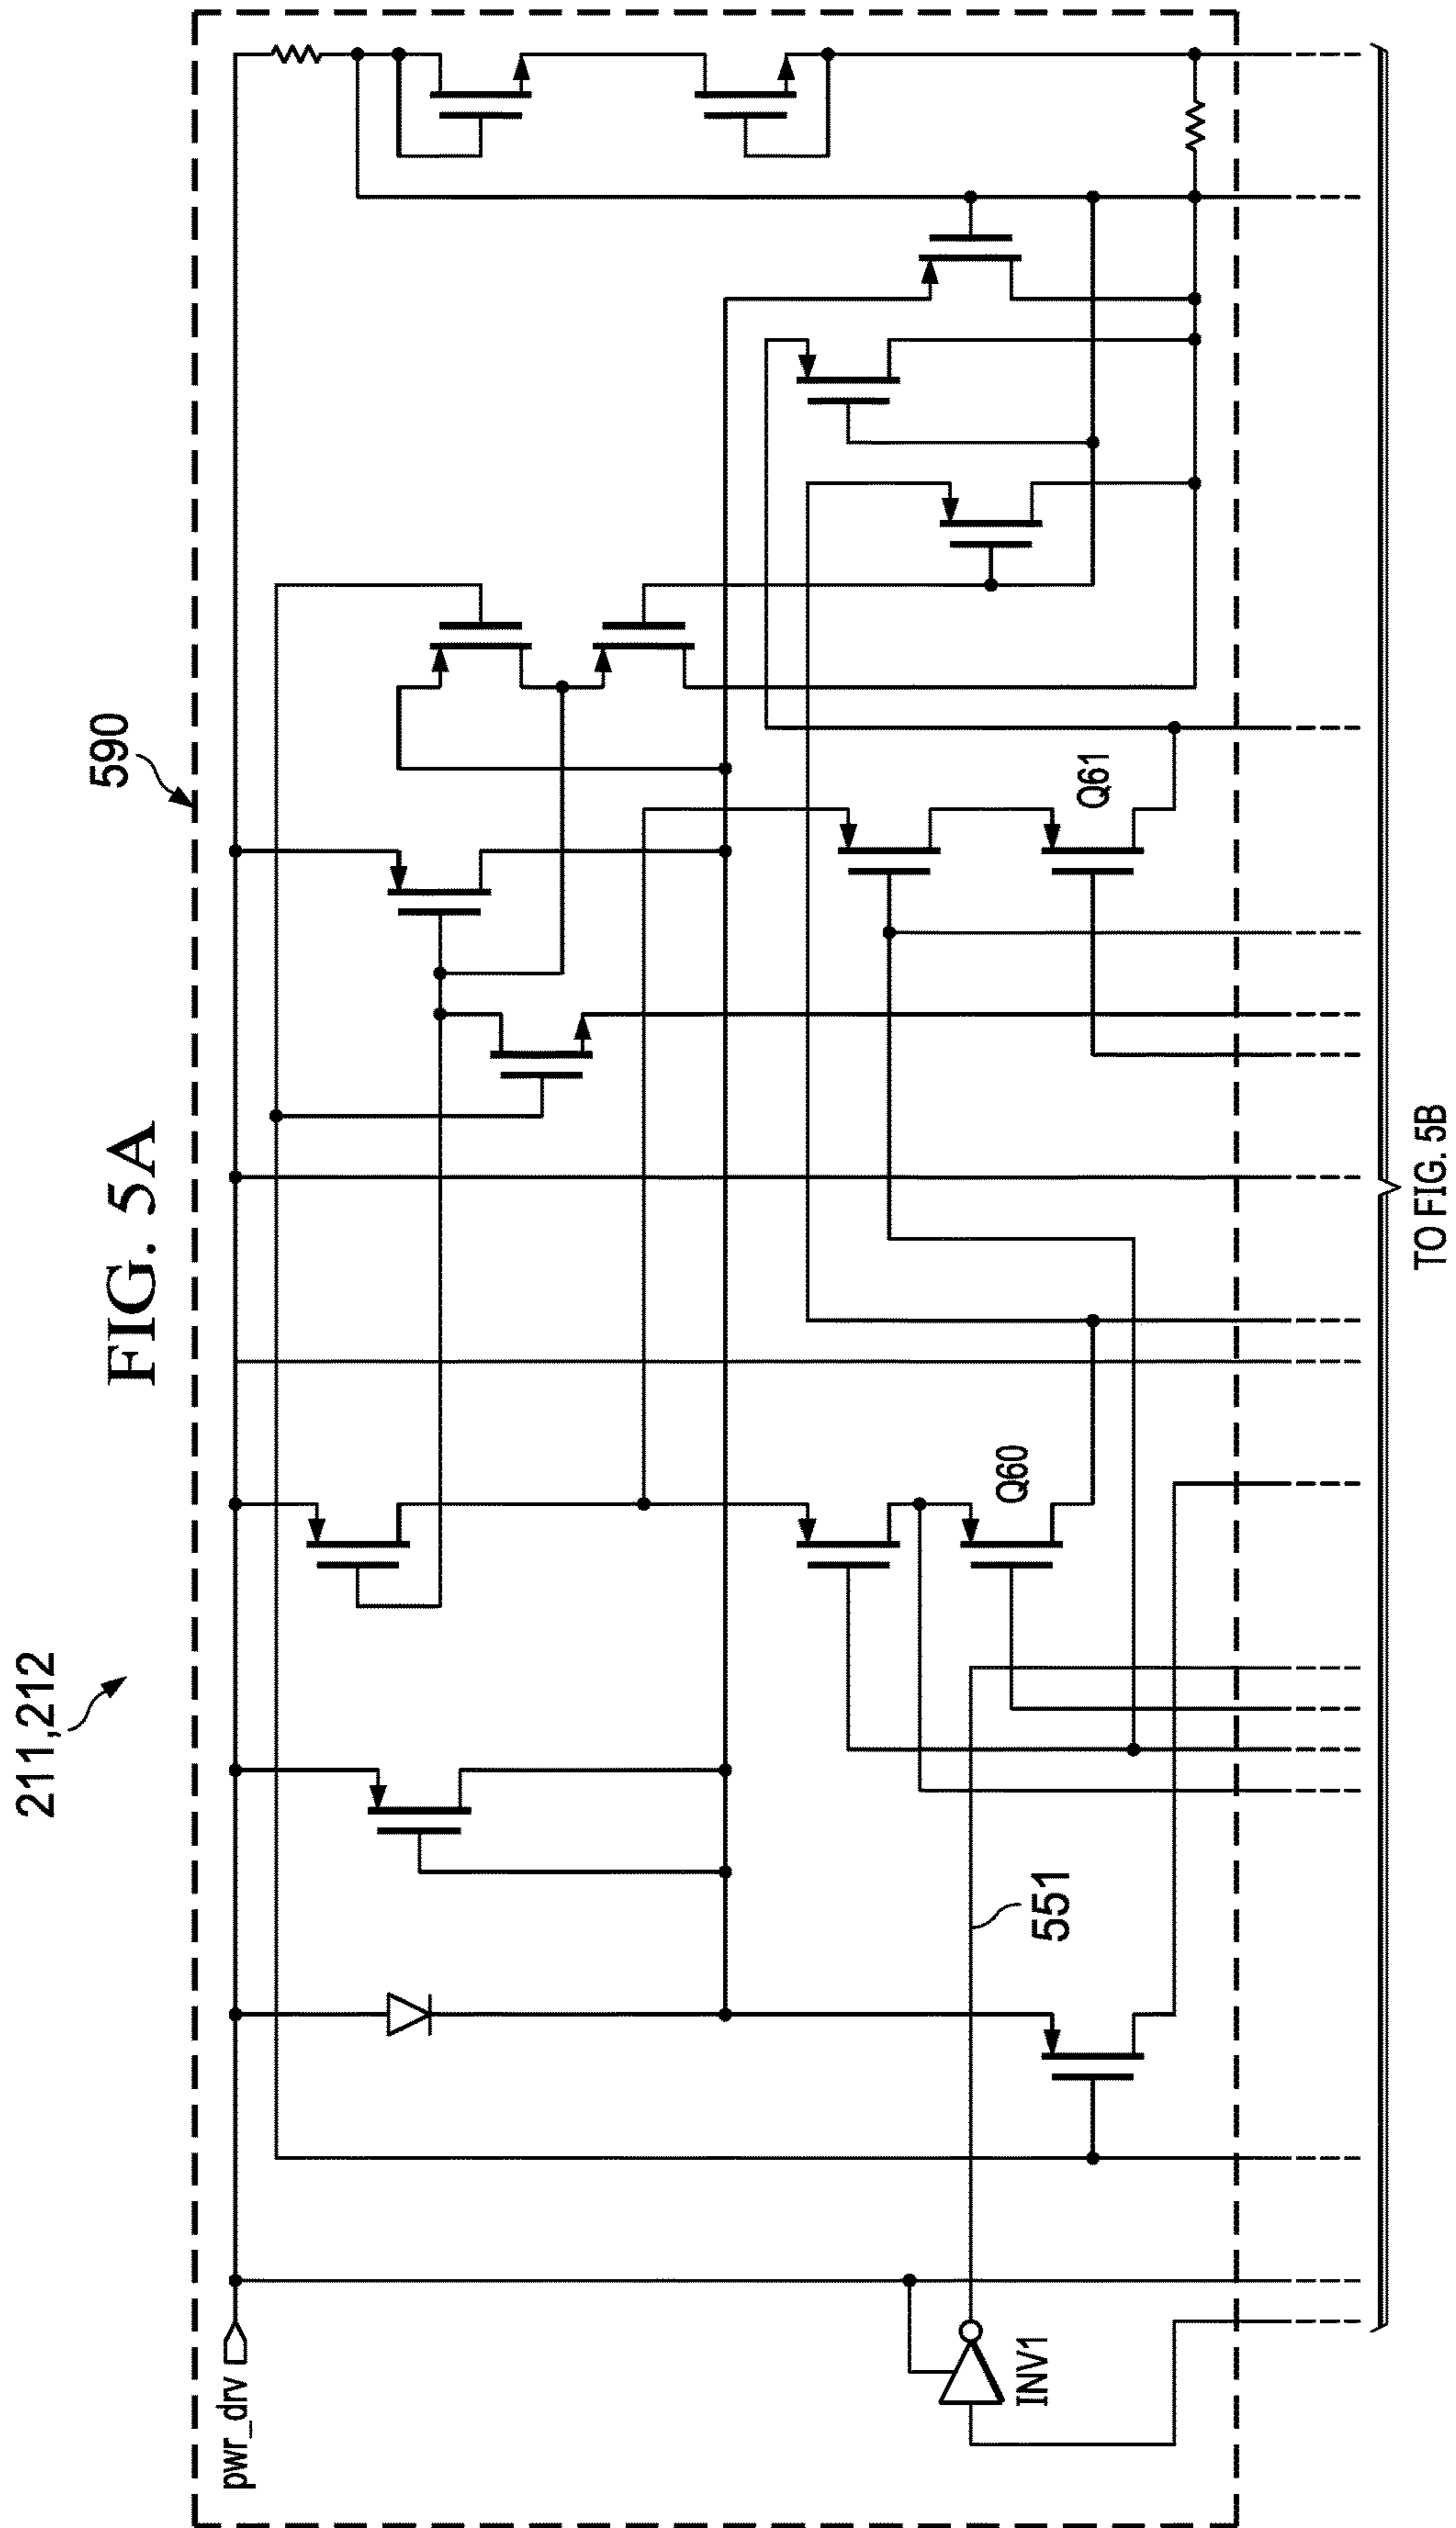 FIG. 5A
211,212
590
pwr_drv
INV1
551
Q60
Q61
TO FIG. 5B